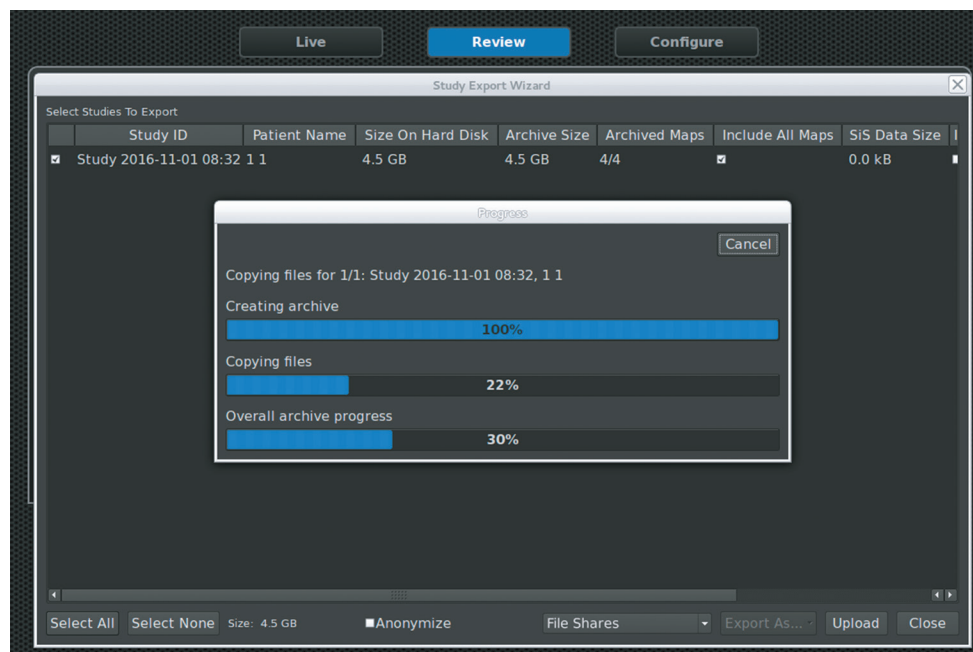 Live Review Configure
Study Export Wizard
Select Studies To Export
Study ID Patient Name Size On Hard Disk Archive Size Archived Maps Include All Maps SiS Data Size
Study 2016-11-01 08:32 1 1 4.5 GB 4.5 GB 4/4 0.0 kB
Progress
Cancel
Copying files for 1/1: Study 2016-11-01 08:32, 1 1
Creating archive
100%
Copying files
22%
Overall archive progress
30%
Select All Select None Size: 4.5 GB Anonymize File Shares Export As... Upload Close